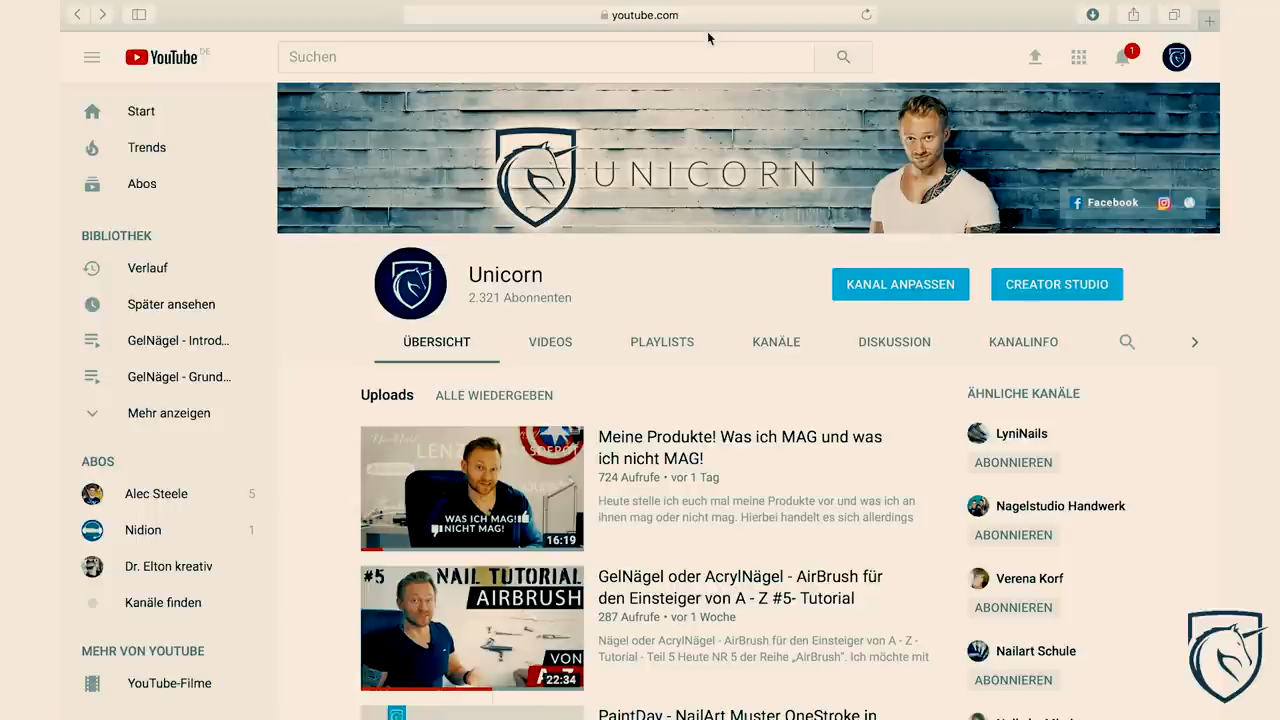 youtube.com
YouTube DE
Suchen
1
Start
Trends
Abos
BIBLIOTHEK
Verlauf
Später ansehen
GelNägel - Introd...
GelNägel - Grund...
Mehr anzeigen
ABOS
Alec Steele 5
Nidion 1
Dr. Elton kreativ
Kanäle finden
MEHR VON YOUTUBE
YouTube-Filme
UNICORN
Facebook
Unicorn
2.321 Abonnenten
KANAL ANPASSEN
CREATOR STUDIO
ÜBERSICHT VIDEOS PLAYLISTS KANÄLE DISKUSSION KANALINFO
Uploads ALLE WIEDERGEBEN
LENZ
WAS ICH MAG!
NICHT MAG!
16:19
Meine Produkte! Was ich MAG und was
ich nicht MAG!
724 Aufrufe • vor 1 Tag
Heute stelle ich euch mal meine Produkte vor und was ich an
ihnen mag oder nicht mag. Hierbei handelt es sich allerdings
#5 NAIL TUTORIAL
AIRBRUSH
VON
22:34
GelNägel oder AcrylNägel - AirBrush für
den Einsteiger von A - Z #5- Tutorial
287 Aufrufe • vor 1 Woche
Nägel oder AcrylNägel - AirBrush für den Einsteiger von A - Z -
Tutorial - Teil 5 Heute NR 5 der Reihe „AirBrush". Ich möchte mit
PaintDay - NailArt Muster OneStroke in
ÄHNLICHE KANÄLE
LyniNails
ABONNIEREN
Nagelstudio Handwerk
ABONNIEREN
Verena Korf
ABONNIEREN
Nailart Schule
ABONNIEREN